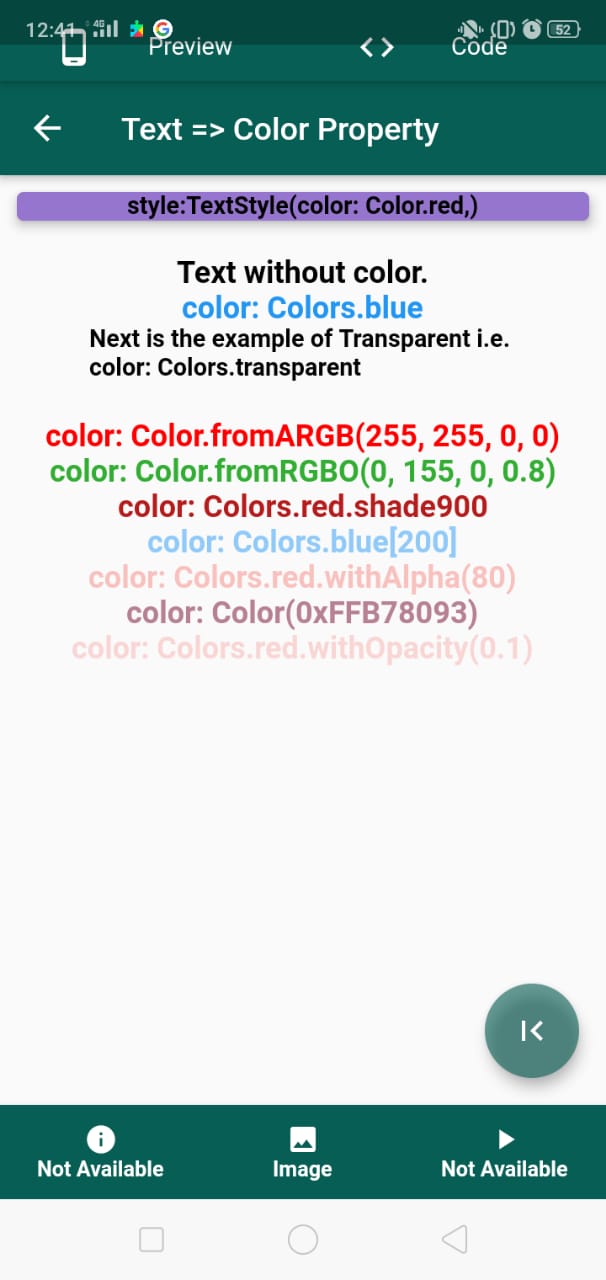 12:41 4G 52
Preview <> Code
Text => Color Property
style:TextStyle(color: Color.red,)
Text without color.
color: Colors.blue
Next is the example of Transparent i.e.
color: Colors.transparent
color: Color.fromARGB(255, 255, 0, 0)
color: Color.fromRGBO(0, 155, 0, 0.8)
color: Colors.red.shade900
color: Colors.blue[200]
color: Colors.red.withAlpha(80)
color: Color(0xFFB78093)
color: Colors.red.withOpacity(0.1)
Not Available Image Not Available